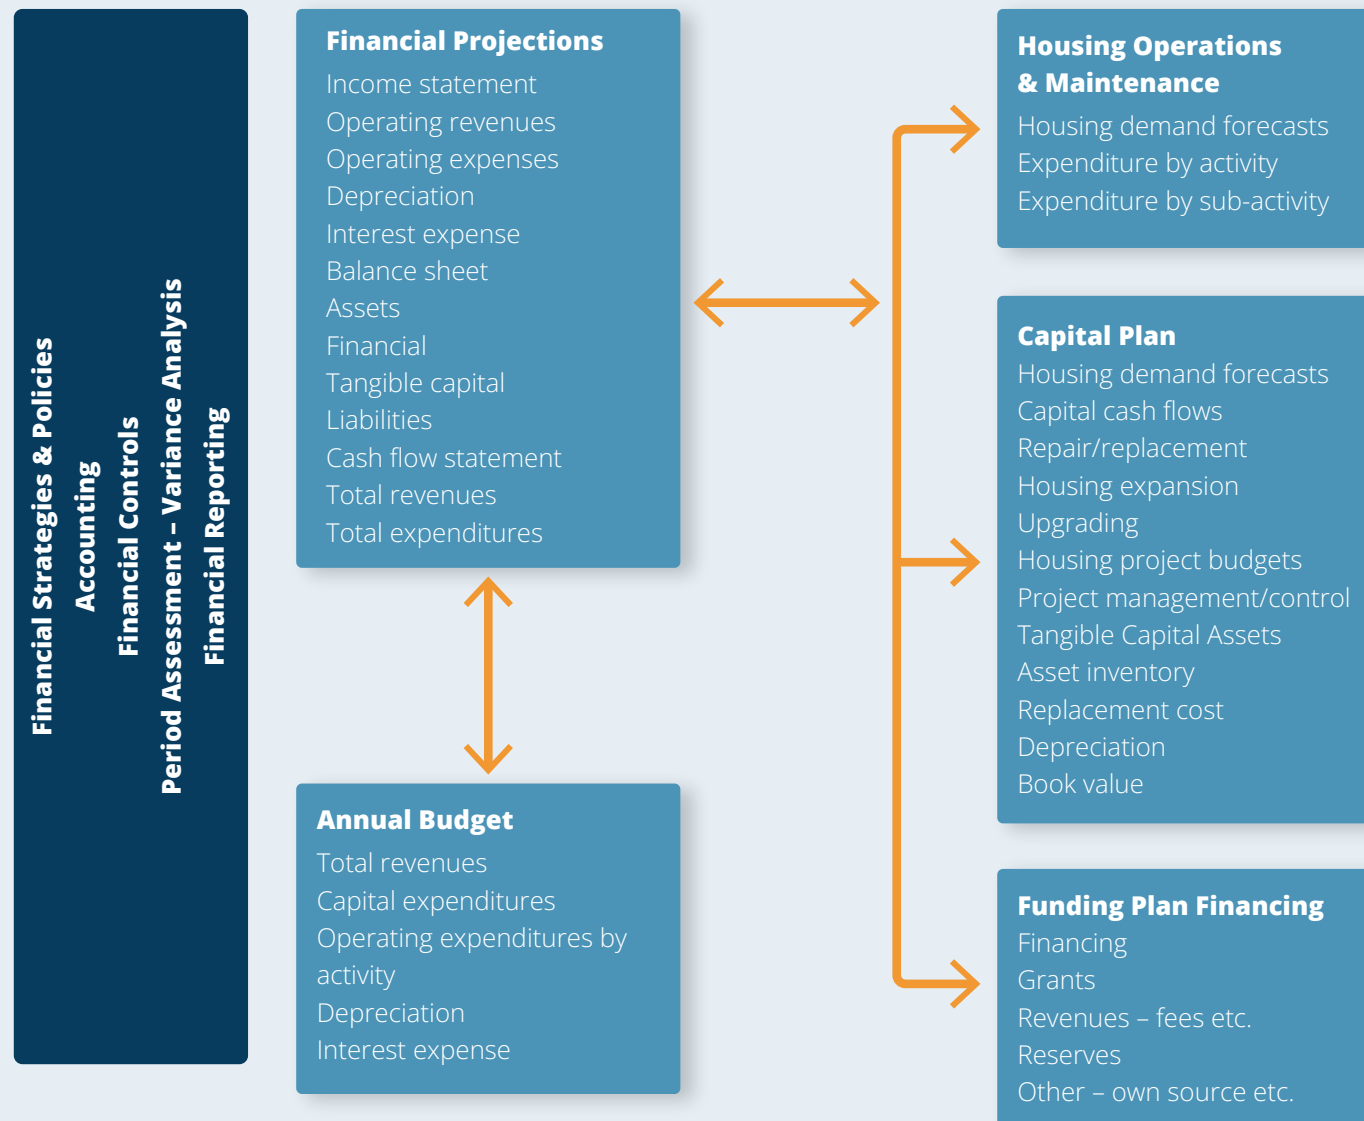 Financial Strategies & Policies
Accounting
Financial Controls
Period Assessment – Variance Analysis
Financial Reporting
Financial Projections
Income statement
Operating revenues
Operating expenses
Depreciation
Interest expense
Balance sheet
Assets
Financial
Tangible capital
Liabilities
Cash flow statement
Total revenues
Total expenditures
Annual Budget
Total revenues
Capital expenditures
Operating expenditures by
activity
Depreciation
Interest expense
Housing Operations
& Maintenance
Housing demand forecasts
Expenditure by activity
Expenditure by sub-activity
Capital Plan
Housing demand forecasts
Capital cash flows
Repair/replacement
Housing expansion
Upgrading
Housing project budgets
Project management/control
Tangible Capital Assets
Asset inventory
Replacement cost
Depreciation
Book value
Funding Plan Financing
Financing
Grants
Revenues – fees etc.
Reserves
Other – own source etc.